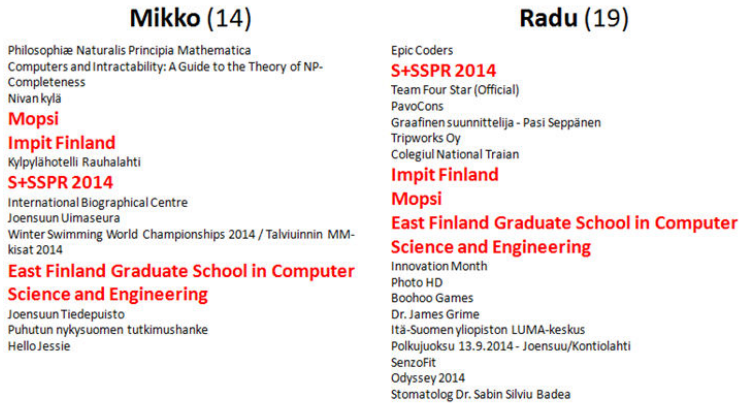 Mikko (14)
Philosophiæ Naturalis Principia Mathematica
Computers and Intractability: A Guide to the Theory of NP-
Completeness
Nivan kylä
Mopsi
Impit Finland
Kylpylähotelli Rauhalahti
S+SSPR 2014
International Biographical Centre
Joensuun Uimaseura
Winter Swimming World Championships 2014 / Talviuinnin MM-
kisat 2014
East Finland Graduate School in Computer
Science and Engineering
Joensuun Tiedepuisto
Puhutun nykysuomen tutkimushanke
Hello Jessie
Radu (19)
Epic Coders
S+SSPR 2014
Team Four Star (Official)
PavoCons
Graafinen suunnittelija - Pasi Seppänen
Tripworks Oy
Colegiul National Traian
Impit Finland
Mopsi
East Finland Graduate School in Computer
Science and Engineering
Innovation Month
Photo HD
Boohoo Games
Dr. James Grime
Itä-Suomen yliopiston LUMA-keskus
Polkujuoksu 13.9.2014 - Joensuu/Kontiolahti
SenzoFit
Odyssey 2014
Stomatolog Dr. Sabin Silviu Badea